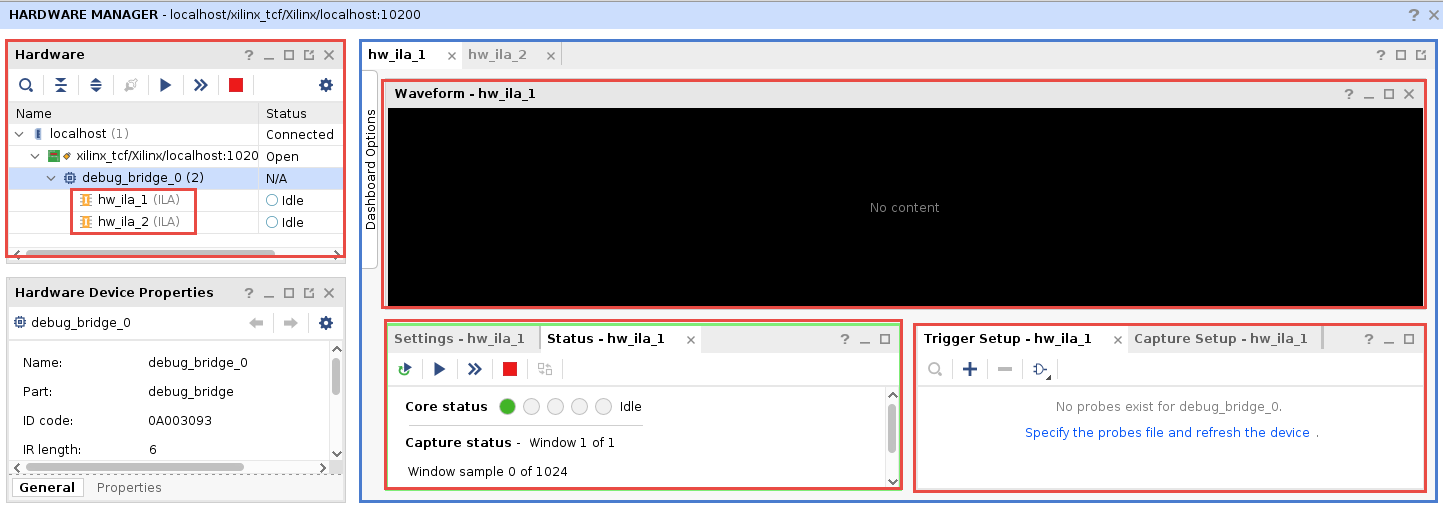 HARDWARE MANAGER - localhost/xilinx_tcf/Xilinx/localhost:10200
Hardware
Name Status
localhost (1) Connected
xilinx_tcf/Xilinx/localhost:1020 Open
debug_bridge_0 (2) N/A
hw_ila_1 (ILA) Idle
hw_ila_2 (ILA) Idle
Hardware Device Properties
debug_bridge_0
Name: debug_bridge_0
Part: debug_bridge
ID code: 0A003093
IR length: 6
General Properties
hw_ila_1 hw_ila_2
Dashboard Options
Waveform - hw_ila_1
No content
Settings - hw_ila_1 Status - hw_ila_1
Core status Idle
Capture status - Window 1 of 1
Window sample 0 of 1024
Trigger Setup - hw_ila_1 Capture Setup - hw_ila_1
No probes exist for debug_bridge_0.
Specify the probes file and refresh the device .